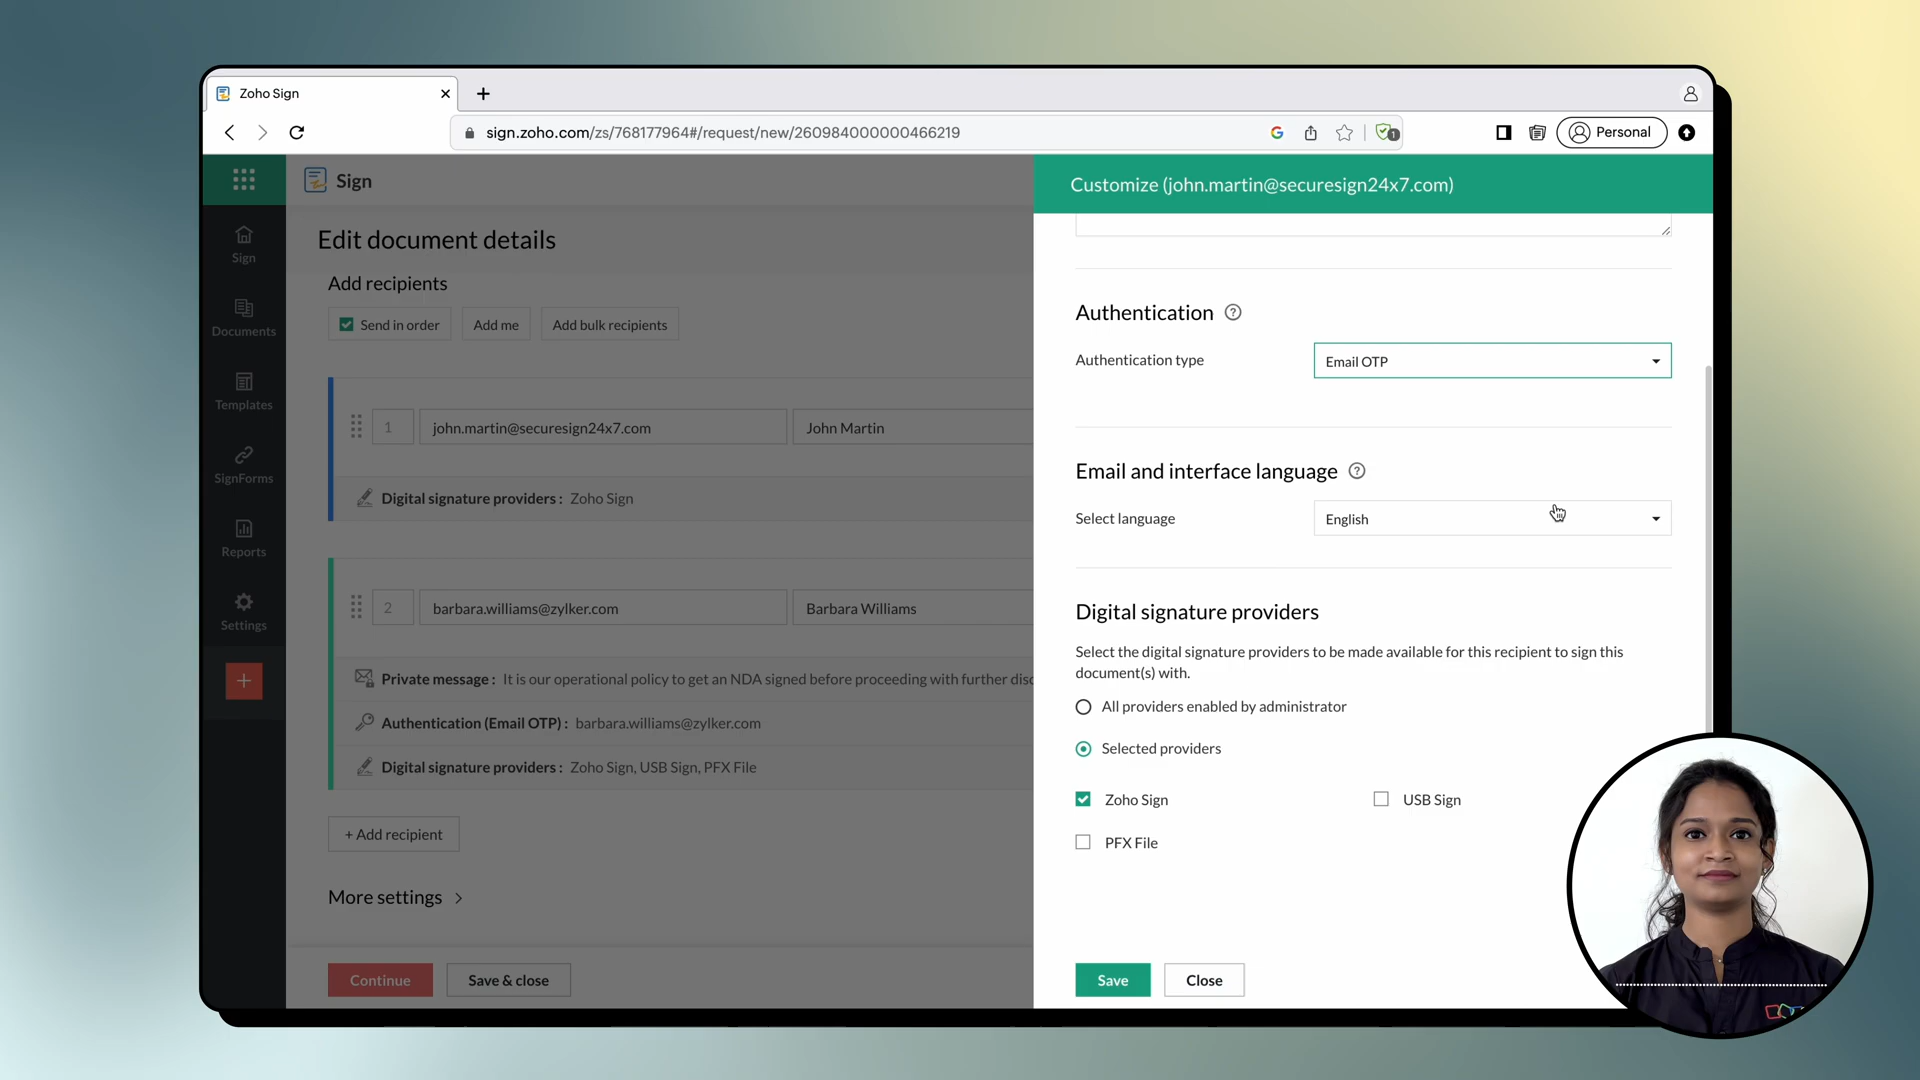 Zoho Sign
sign.zoho.com/zs/768177964#/request/new/260984000000466219
1
Personal
Sign
Customize (john.martin@securesign24x7.com)
Sign
Documents
Templates
SignForms
Reports
Settings
Edit document details
Add recipients
Send in order
Add me
Add bulk recipients
1
john.martin@securesign24x7.com
John Martin
Digital signature providers : Zoho Sign
2
barbara.williams@zylker.com
Barbara Williams
Private message : It is our operational policy to get an NDA signed before proceeding with further disc
Authentication (Email OTP) : barbara.williams@zylker.com
Digital signature providers : Zoho Sign, USB Sign, PFX File
+ Add recipient
More settings
Continue
Save & close
Authentication ?
Authentication type
Email OTP
Email and interface language ?
Select language
English
Digital signature providers
Select the digital signature providers to be made available for this recipient to sign this
document(s) with.
All providers enabled by administrator
Selected providers
Zoho Sign
USB Sign
PFX File
Save
Close